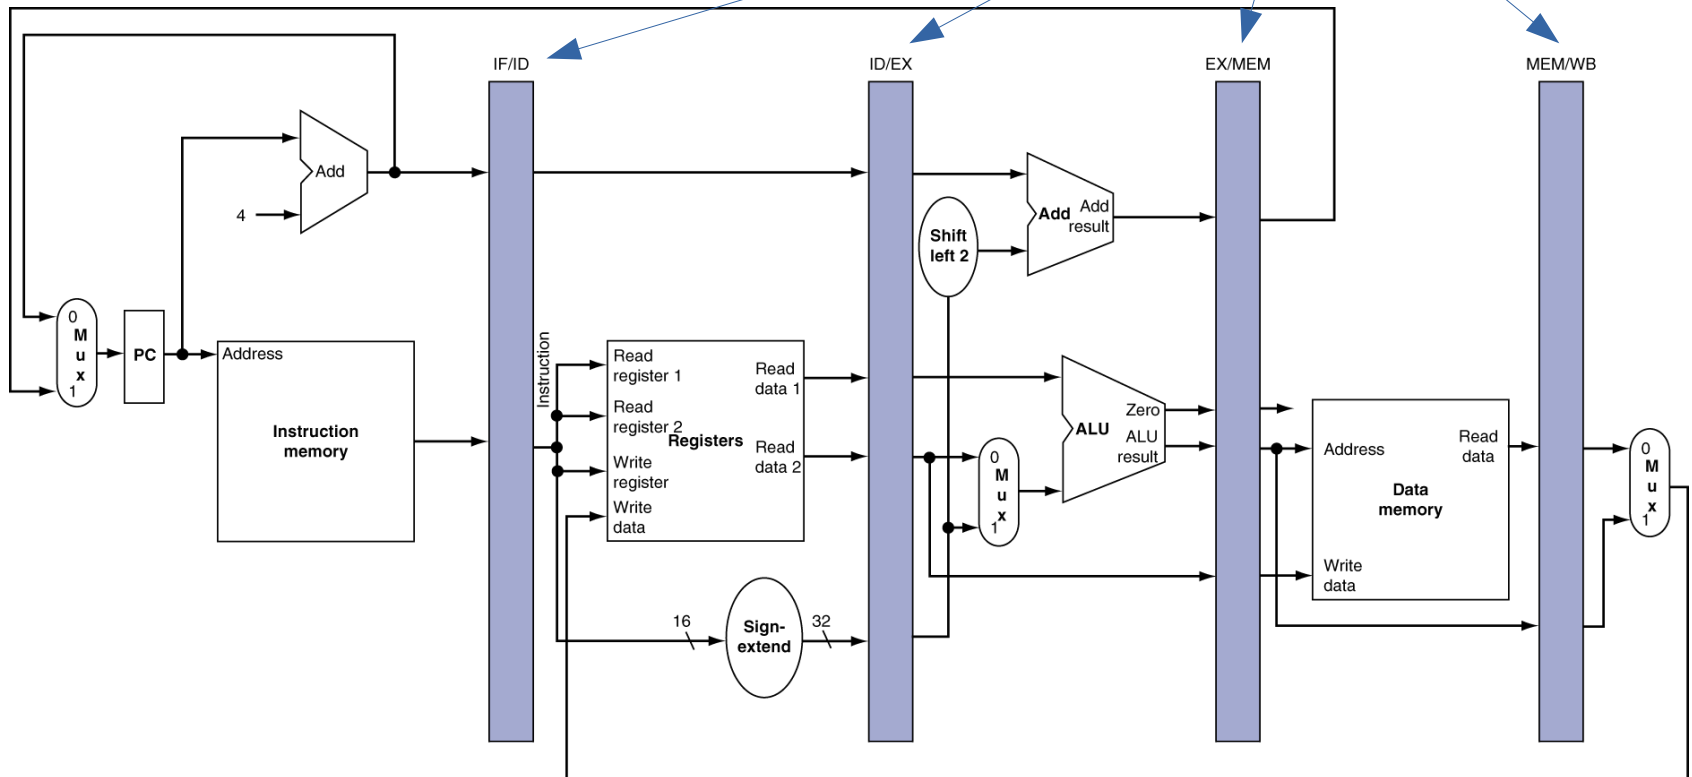 IF/ID
ID/EX
EX/MEM
MEM/WB
Add
4
Add
Add
result
Shift
left 2
0
M
u
x
1
PC
Address
Instruction
memory
Instruction
Read
register 1
Read
register 2
Registers
Write
register
Write
data
Read
data 1
Read
data 2
16
Sign-
extend
32
0
M
u
x
1
ALU
Zero
ALU
result
Address
Read
data
Data
memory
Write
data
0
M
u
x
1